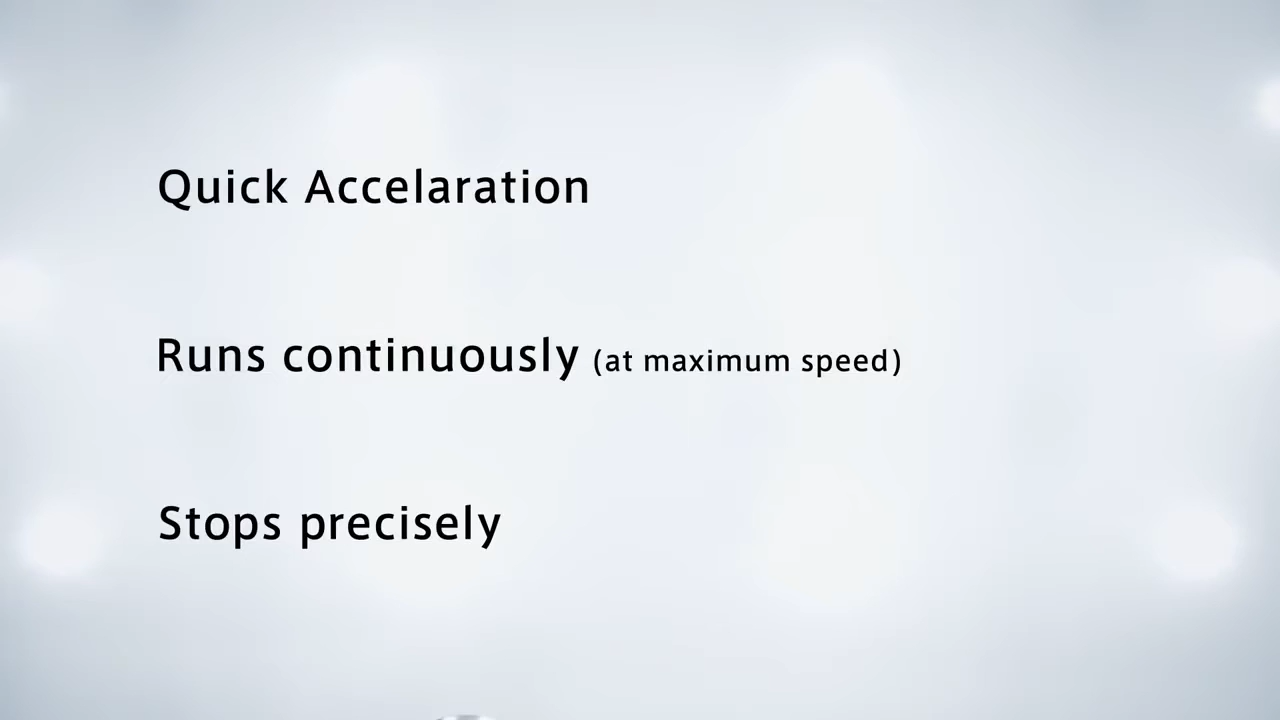 Quick Accelaration
Runs continuously (at maximum speed)
Stops precisely